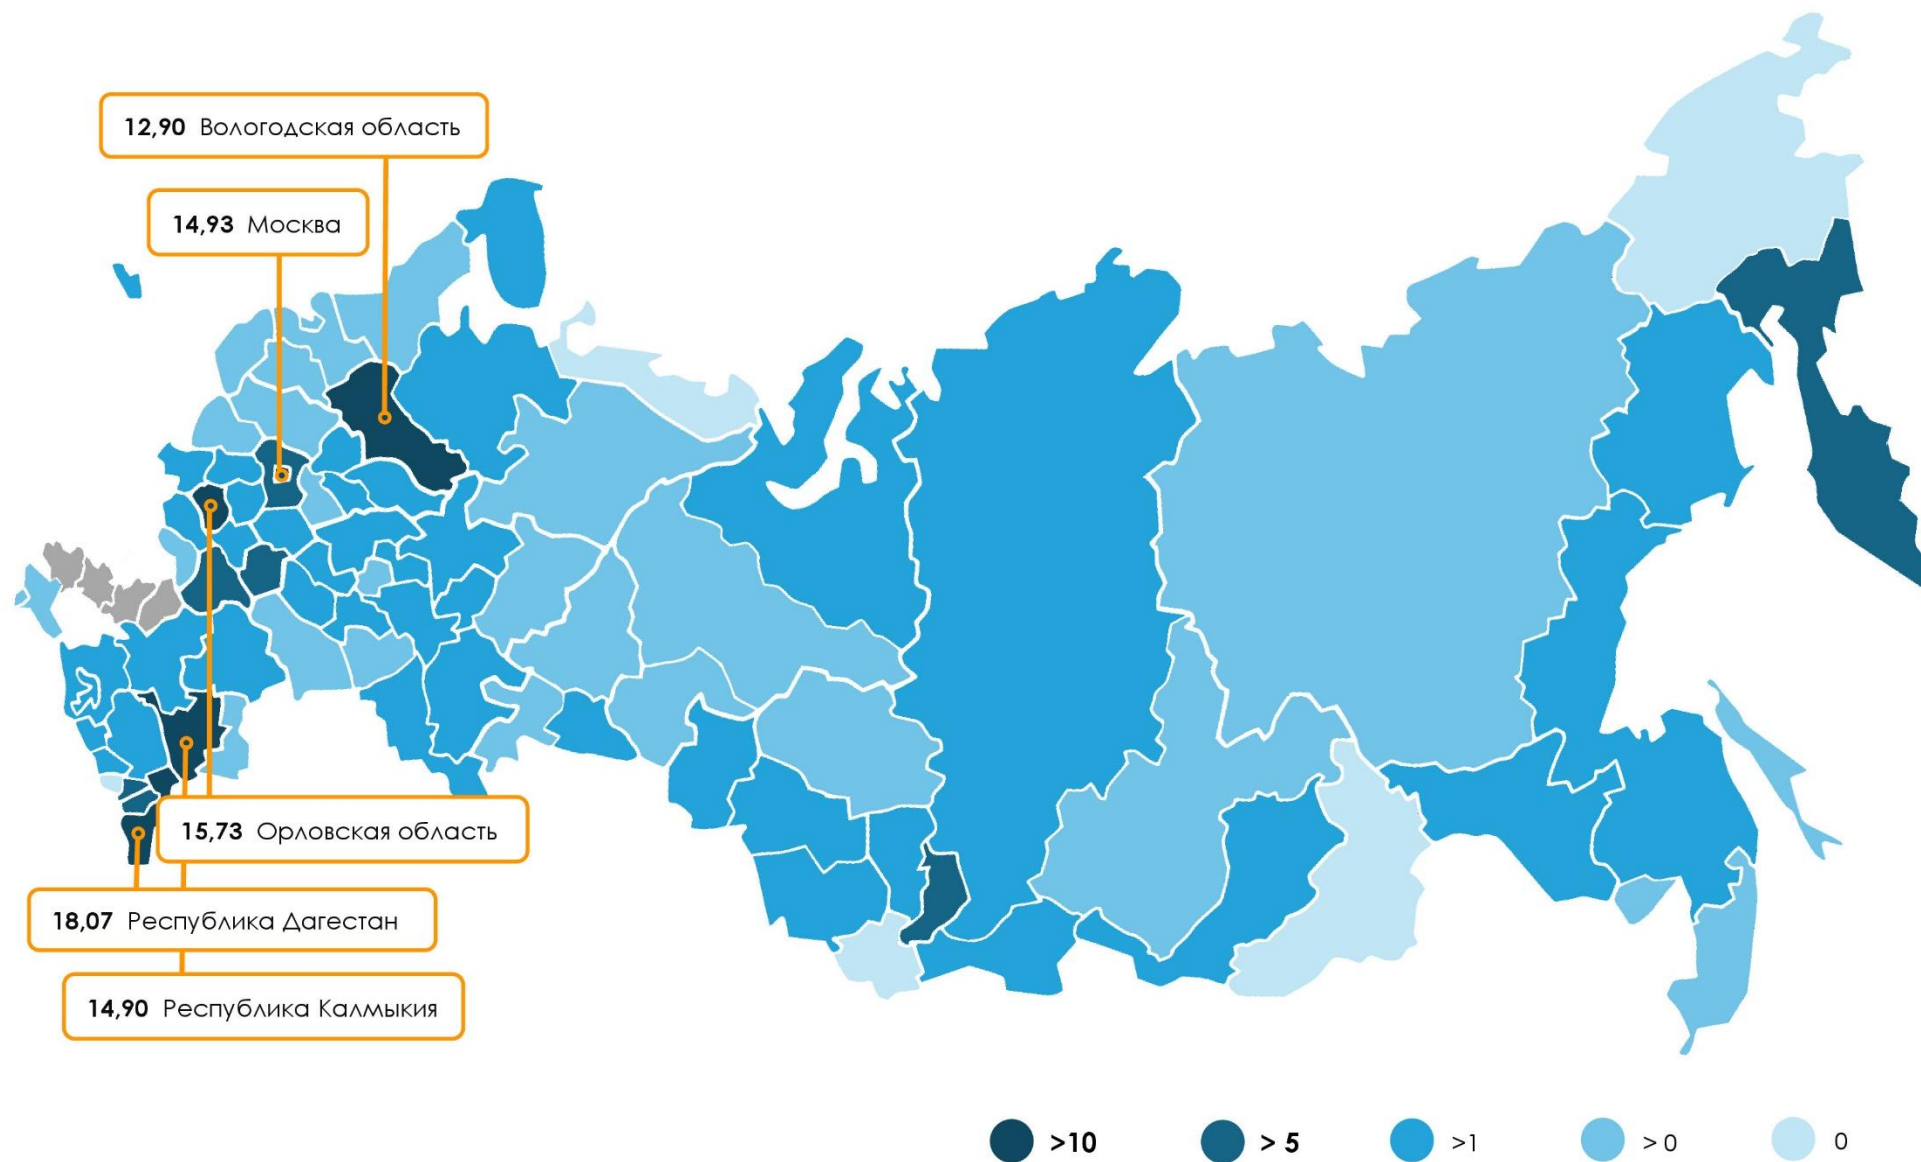 12,90 Вологодская область
14,93 Москва
15,73 Орловская область
18,07 Республика Дагестан
14,90 Республика Калмыкия
>10 > 5 >1 > 0 0